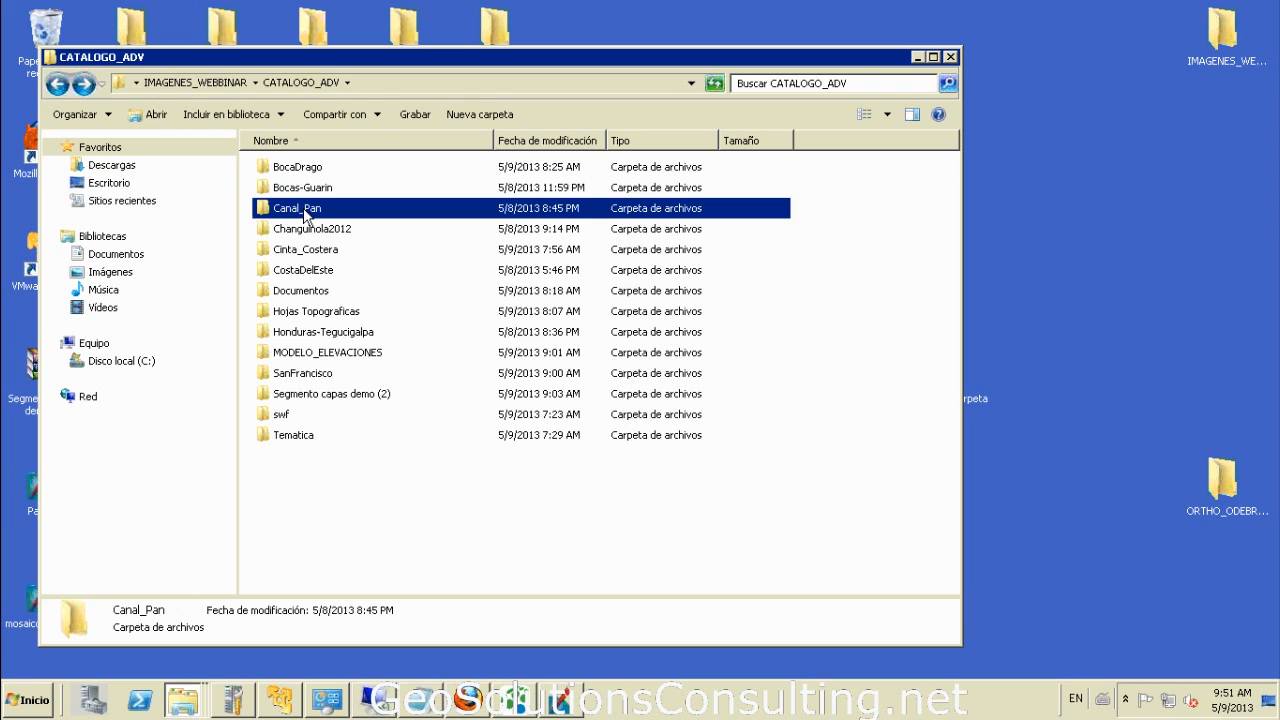 Pape
rec
IMAGENES_WE...
CATALOGO_ADV
IMAGENES_WEBBINAR CATALOGO_ADV
Buscar CATALOGO_ADV
Organizar Abrir Incluir en biblioteca Compartir con Grabar Nueva carpeta
Nombre Fecha de modificación Tipo Tamaño
Favoritos
Descargas
Escritorio
Sitios recientes
Bibliotecas
Documentos
Imágenes
Música
Vídeos
Equipo
Disco local (C:)
Red
BocaDrago 5/9/2013 8:25 AM Carpeta de archivos
Bocas-Guarin 5/8/2013 11:59 PM Carpeta de archivos
Canal_Pan 5/8/2013 8:45 PM Carpeta de archivos
Changuinola2012 5/8/2013 9:14 PM Carpeta de archivos
Cinta_Costera 5/9/2013 7:56 AM Carpeta de archivos
CostaDelEste 5/8/2013 5:46 PM Carpeta de archivos
Documentos 5/9/2013 8:18 AM Carpeta de archivos
Hojas Topograficas 5/9/2013 8:07 AM Carpeta de archivos
Honduras-Tegucigalpa 5/8/2013 8:36 PM Carpeta de archivos
MODELO_ELEVACIONES 5/9/2013 9:01 AM Carpeta de archivos
SanFrancisco 5/9/2013 9:00 AM Carpeta de archivos
Segmento capas demo (2) 5/9/2013 9:03 AM Carpeta de archivos
swf 5/9/2013 7:23 AM Carpeta de archivos
Tematica 5/9/2013 7:29 AM Carpeta de archivos
Mozil
VMwa
Segme
der
Pa
mosaic
rpeta
ORTHO_ODEBR...
Canal_Pan Fecha de modificación: 5/8/2013 8:45 PM
Carpeta de archivos
Inicio
GeoSolutionsConsulting.net
EN
9:51 AM
5/9/2013